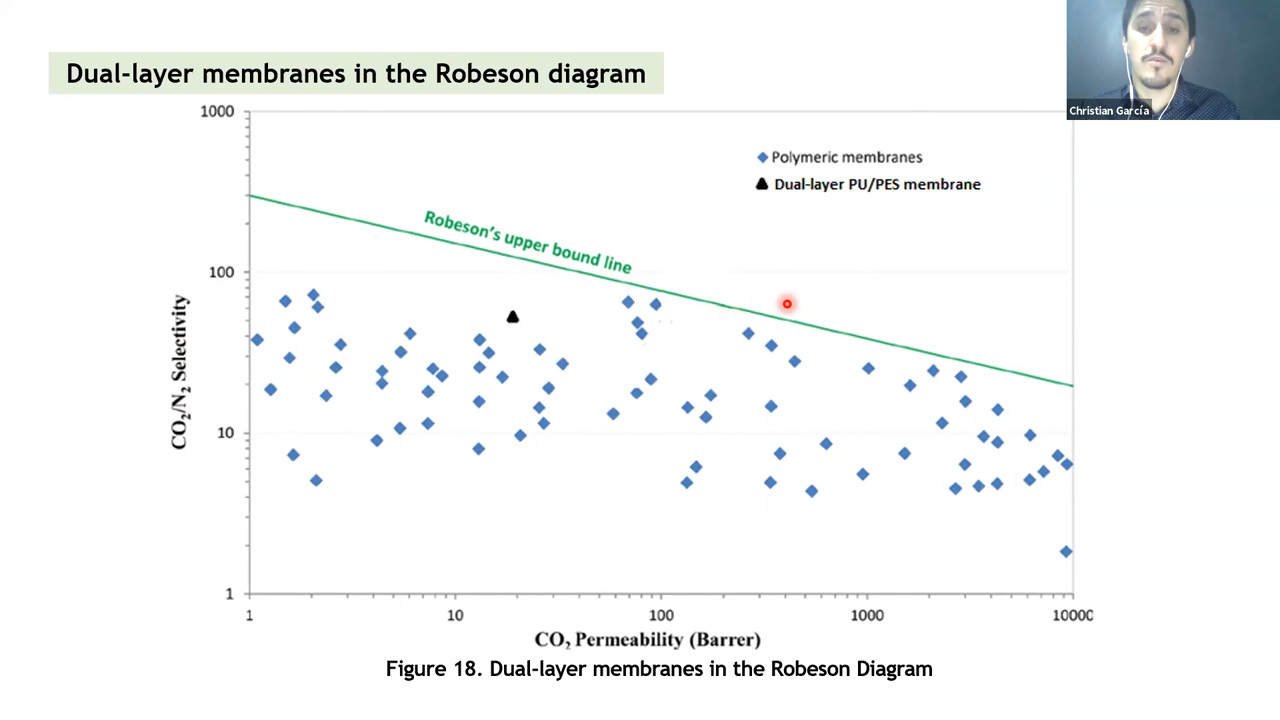 Dual-layer membranes in the Robeson diagram
Christian García
1000
100
10
1
CO₂/N₂ Selectivity
Polymeric membranes
Dual-layer PU/PES membrane
Robeson's upper bound line
1 10 100 1000 10000
CO₂ Permeability (Barrer)
Figure 18. Dual-layer membranes in the Robeson Diagram